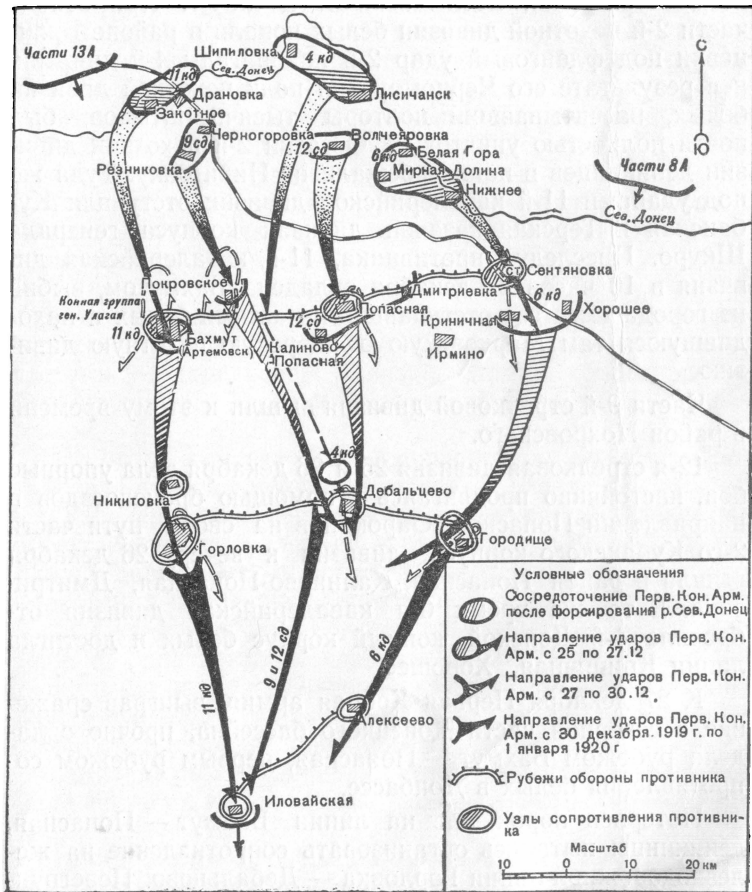 Части 13А
Шипиловка
4 кд
Сев. Донец
11 кд
Дроновка
Лисичанск
Закотное
Черногоровка
Волчеяровка
9 сд
12 сд
6 кд
Белая Гора
Резниковка
Мирная Долина
Нижнее
С
Ю
Части 8А
Сев. Донец
Покровское
ст
Сентяновка
Конная группа
ген. Улагая
Дмитриевка
11 кд
Попасная
6 кд
Хорошее
Бахмут
(Артемовск)
12 сд
Криничная
Калиново-
Попасная
Ирмино
4 кд
Никитовка
Дебальцево
Горловка
Городище
11 кд
9 и 12 сд
6 кд
Алексеево
Иловайская
Условные обозначения
Сосредоточение Перв. Кон. Арм.
после форсирования р. Сев. Донец
Направление ударов Перв. Кон.
Арм. с 25 по 27.12
Направление ударов Перв. Кон.
Арм. с 27 по 30.12
Направление ударов Перв. Кон.
Арм. с 30 декабря 1919 г. по
1 января 1920 г
Рубежи обороны противника
Узлы сопротивления противни-
ка
Масштаб
10 0 10 20 км